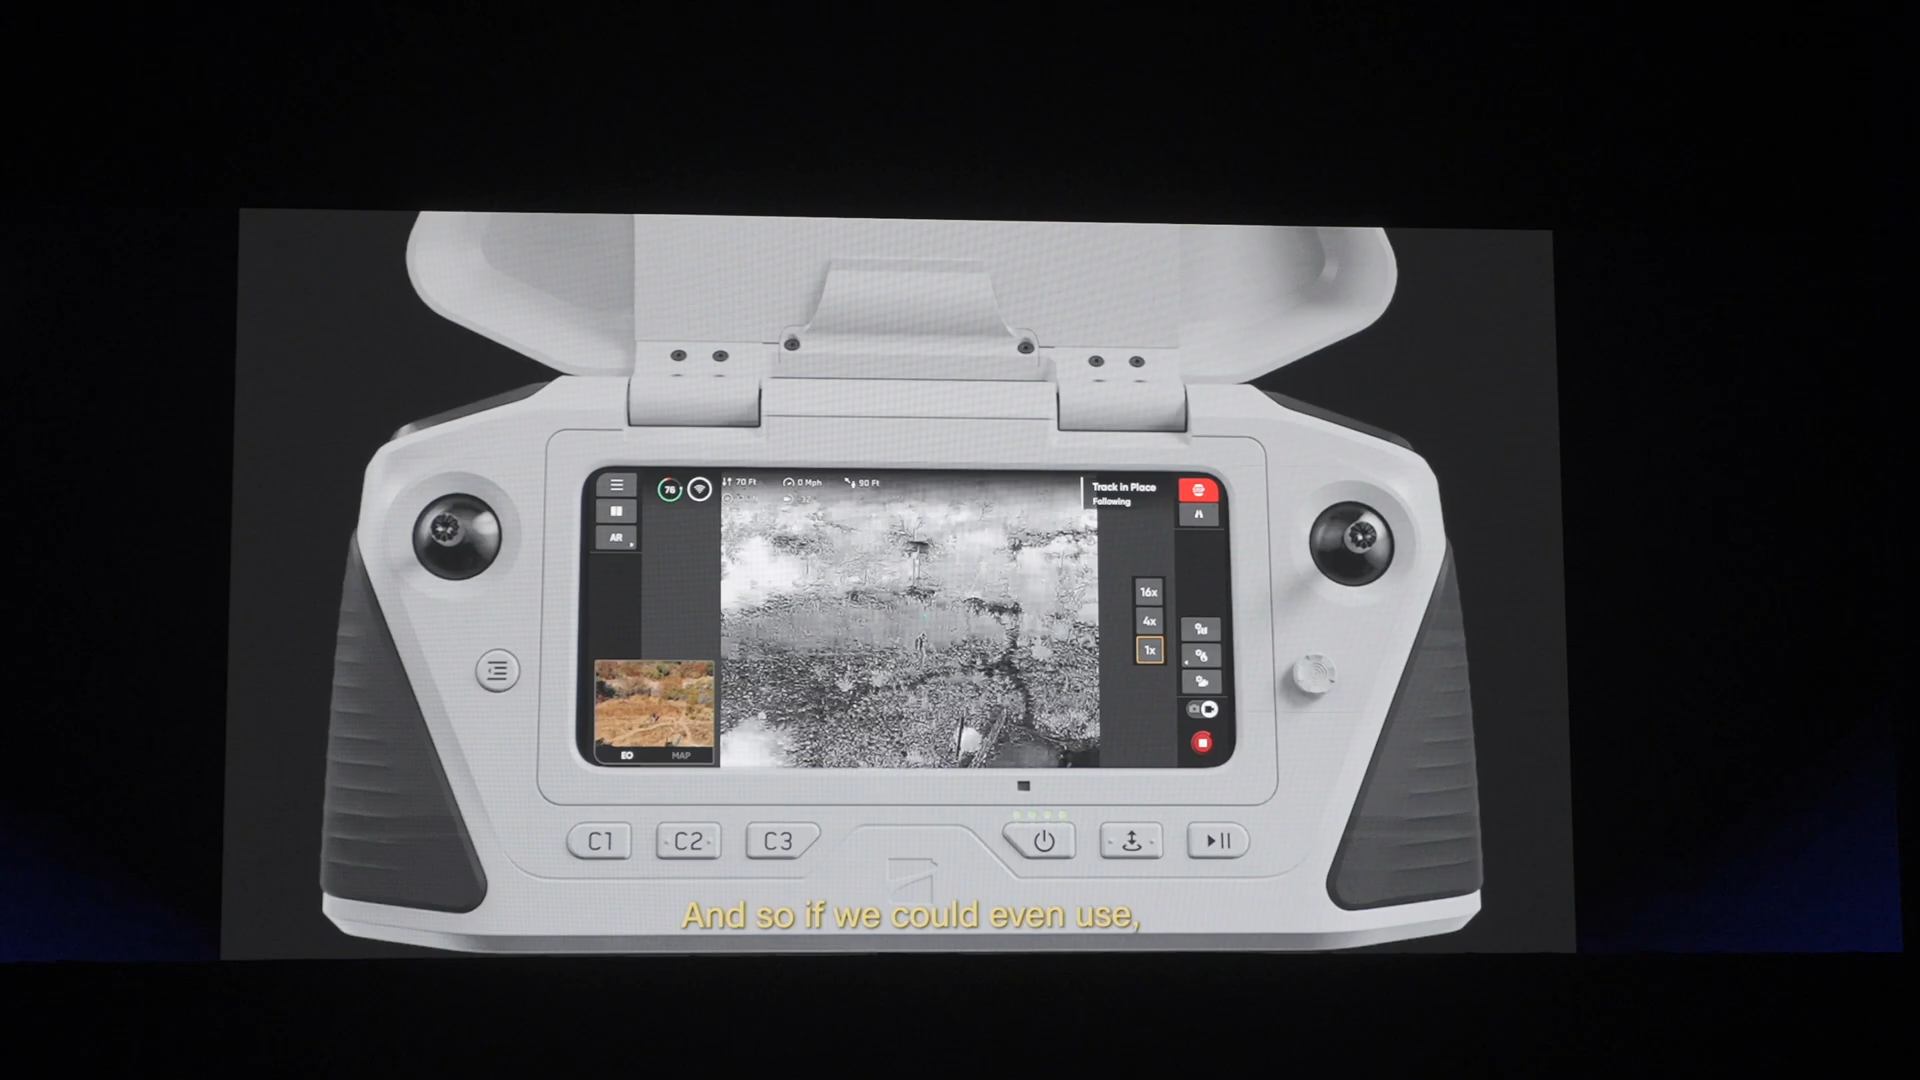 76
70 Ft
0 Mph
90 Ft
Track in Place
Following
AR
16x
4x
1x
EO
MAP
C1
C2
C3
And so if we could even use,